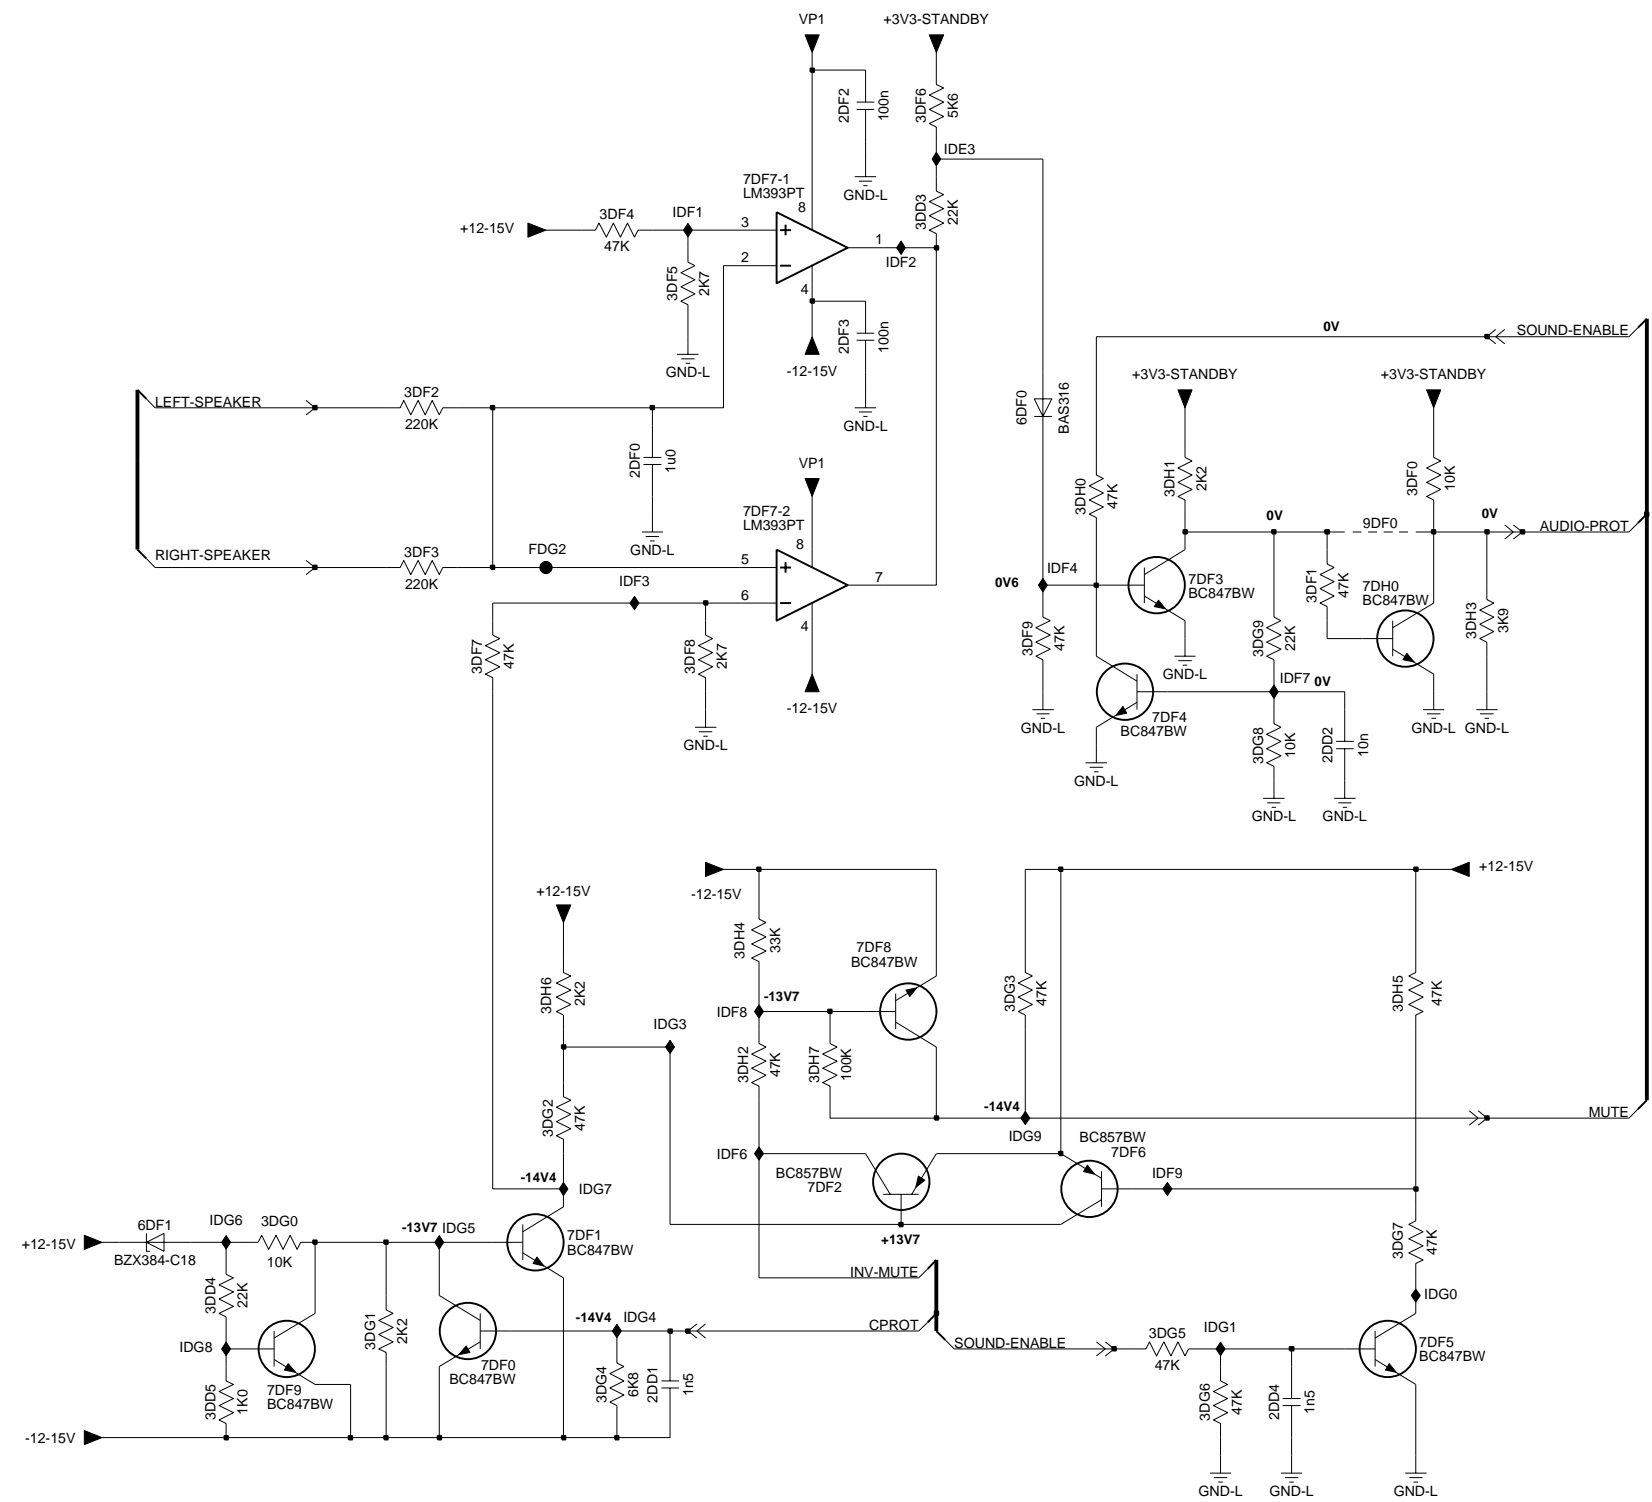 VP1
+3V3-STANDBY
2DF2
100n
3DF6
5K6
IDE3
GND-L
7DF7-1
LM393PT
8
3DD3
22K
+12-15V
3DF4
47K
IDF1
3
2
1
IDF2
4
3DF5
2K7
GND-L
2DF3
100n
-12-15V
GND-L
0V
SOUND-ENABLE
+3V3-STANDBY
+3V3-STANDBY
LEFT-SPEAKER
3DF2
220K
6DF0
BAS316
2DF0
1u0
GND-L
VP1
7DF7-2
LM393PT
8
3DH0
47K
3DH1
2K2
3DF0
10K
0V
9DF0
0V
AUDIO-PROT
RIGHT-SPEAKER
3DF3
220K
FDG2
5
IDF3
6
7
4
0V6
IDF4
7DF3
BC847BW
3DF1
47K
7DH0
BC847BW
3DH3
3K9
3DF7
47K
3DF8
2K7
GND-L
-12-15V
3DF9
47K
GND-L
3DG9
22K
GND-L
IDF7
0V
7DF4
BC847BW
GND-L
3DG8
10K
2DD2
10n
GND-L
GND-L
GND-L
GND-L
-12-15V
+12-15V
+12-15V
3DH4
33K
7DF8
BC847BW
3DH6
2K2
3DG3
47K
3DH5
47K
IDF8
-13V7
IDG3
3DH2
47K
3DH7
100K
3DG2
47K
-14V4
IDG9
MUTE
IDF6
BC857BW
7DF2
BC857BW
7DF6
IDF9
-14V4
IDG7
+13V7
6DF1
BZX384-C18
+12-15V
IDG6
3DG0
10K
-13V7
IDG5
7DF1
BC847BW
3DG7
47K
INV-MUTE
3DD4
22K
IDG0
3DG1
2K2
-14V4
IDG4
CPROT
IDG8
SOUND-ENABLE
3DG5
47K
IDG1
7DF5
BC847BW
7DF9
BC847BW
7DF0
BC847BW
3DD5
1K0
3DG4
6K8
2DD1
1n5
3DG6
47K
2DD4
1n5
-12-15V
GND-L
GND-L
GND-L